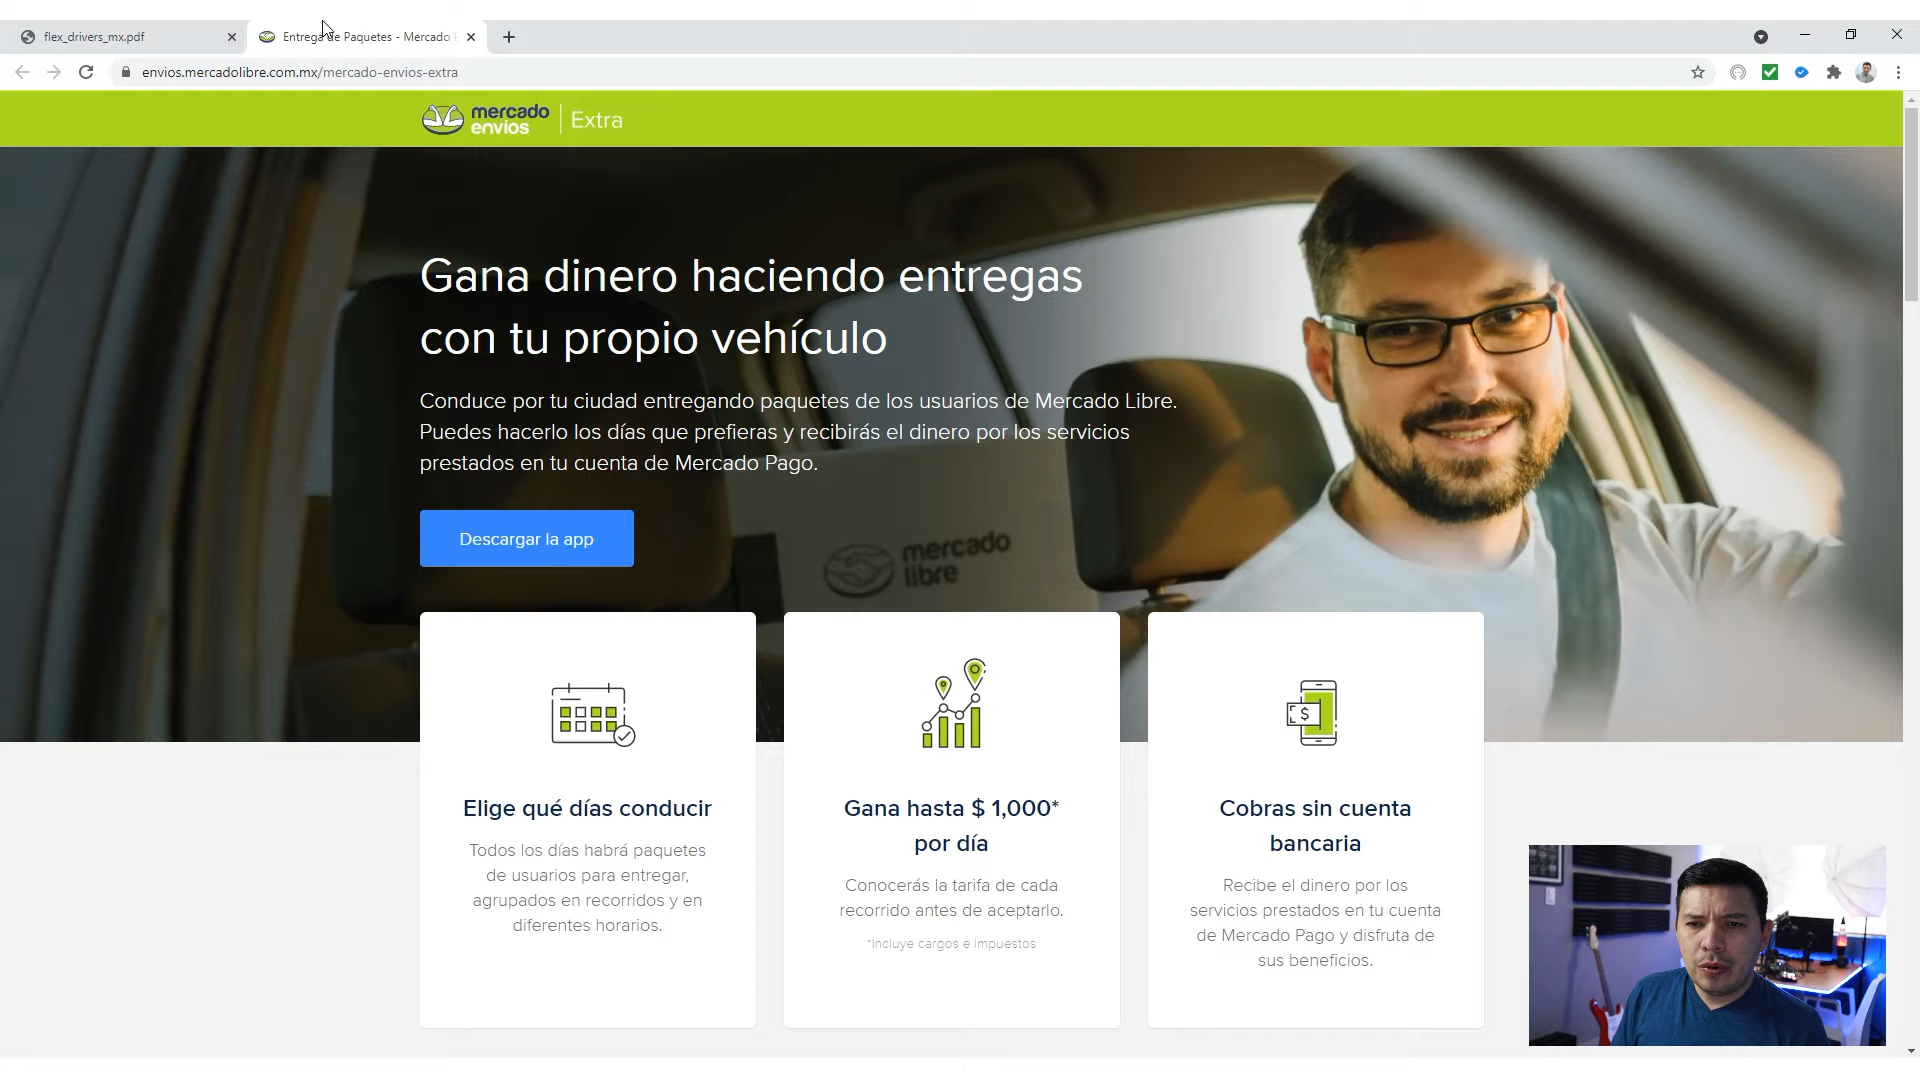 flex_drivers_mx.pdf
Entrega de Paquetes - Mercado E
envios.mercadolibre.com.mx/mercado-envios-extra
mercado
envios
Extra
Gana dinero haciendo entregas
con tu propio vehículo
Conduce por tu ciudad entregando paquetes de los usuarios de Mercado Libre.
Puedes hacerlo los días que prefieras y recibirás el dinero por los servicios
prestados en tu cuenta de Mercado Pago.
Descargar la app
mercado
libre
Elige qué días conducir
Todos los días habrá paquetes
de usuarios para entregar,
agrupados en recorridos y en
diferentes horarios.
Gana hasta $ 1,000*
por día
Conocerás la tarifa de cada
recorrido antes de aceptarlo.
*Incluye cargos e impuestos
$
Cobras sin cuenta
bancaria
Recibe el dinero por los
servicios prestados en tu cuenta
de Mercado Pago y disfruta de
sus beneficios.